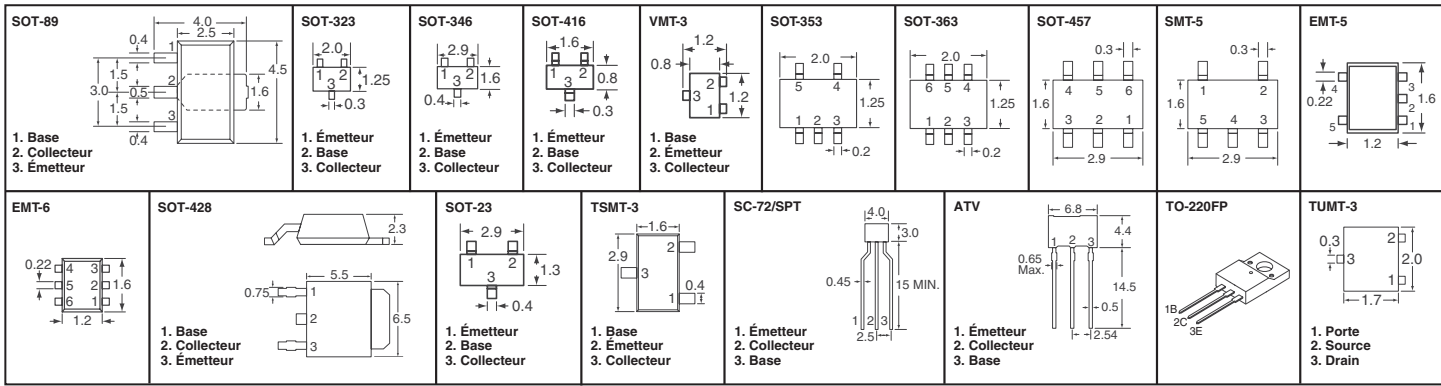 SOT-89
4.0
2.5
0.4
1
1.5
2
3.0
0.5
1.6
4.5
1.5
3
0.4
1. Base
2. Collecteur
3. Émetteur
SOT-323
2.0
1 2
3
1.25
0.3
1. Émetteur
2. Base
3. Collecteur
SOT-346
2.9
1 2
3
1.6
0.4
1. Émetteur
2. Base
3. Collecteur
SOT-416
1.6
1 2
3
0.8
0.3
1. Émetteur
2. Base
3. Collecteur
VMT-3
1.2
0.8
2
3
1
1.2
1. Base
2. Émetteur
3. Collecteur
SOT-353
2.0
5 4
1.25
1 2 3
0.2
SOT-363
2.0
6 5 4
1.25
1 2 3
0.2
SOT-457
0.3
4 5 6
1.6
3 2 1
2.9
SMT-5
0.3
1 2
1.6
5 4 3
2.9
EMT-5
4
3
0.22
2
1.6
5
1
1.2
EMT-6
0.22
4 3
5 2
6 1
1.6
1.2
SOT-428
2.3
5.5
0.75
1
2
6.5
3
1. Base
2. Collecteur
3. Émetteur
SOT-23
2.9
1 2
3
1.3
0.4
1. Émetteur
2. Base
3. Collecteur
TSMT-3
1.6
2.9
2
3
0.4
1
1. Base
2. Émetteur
3. Collecteur
SC-72/SPT
4.0
3.0
0.45
15 MIN.
1 2 3
2.5
1. Émetteur
2. Collecteur
3. Base
ATV
6.8
4.4
1 2 3
0.65
Max.
14.5
0.5
2.54
1. Émetteur
2. Collecteur
3. Base
TO-220FP
1B
2C
3E
TUMT-3
0.3
2
3
2.0
1
1.7
1. Porte
2. Source
3. Drain